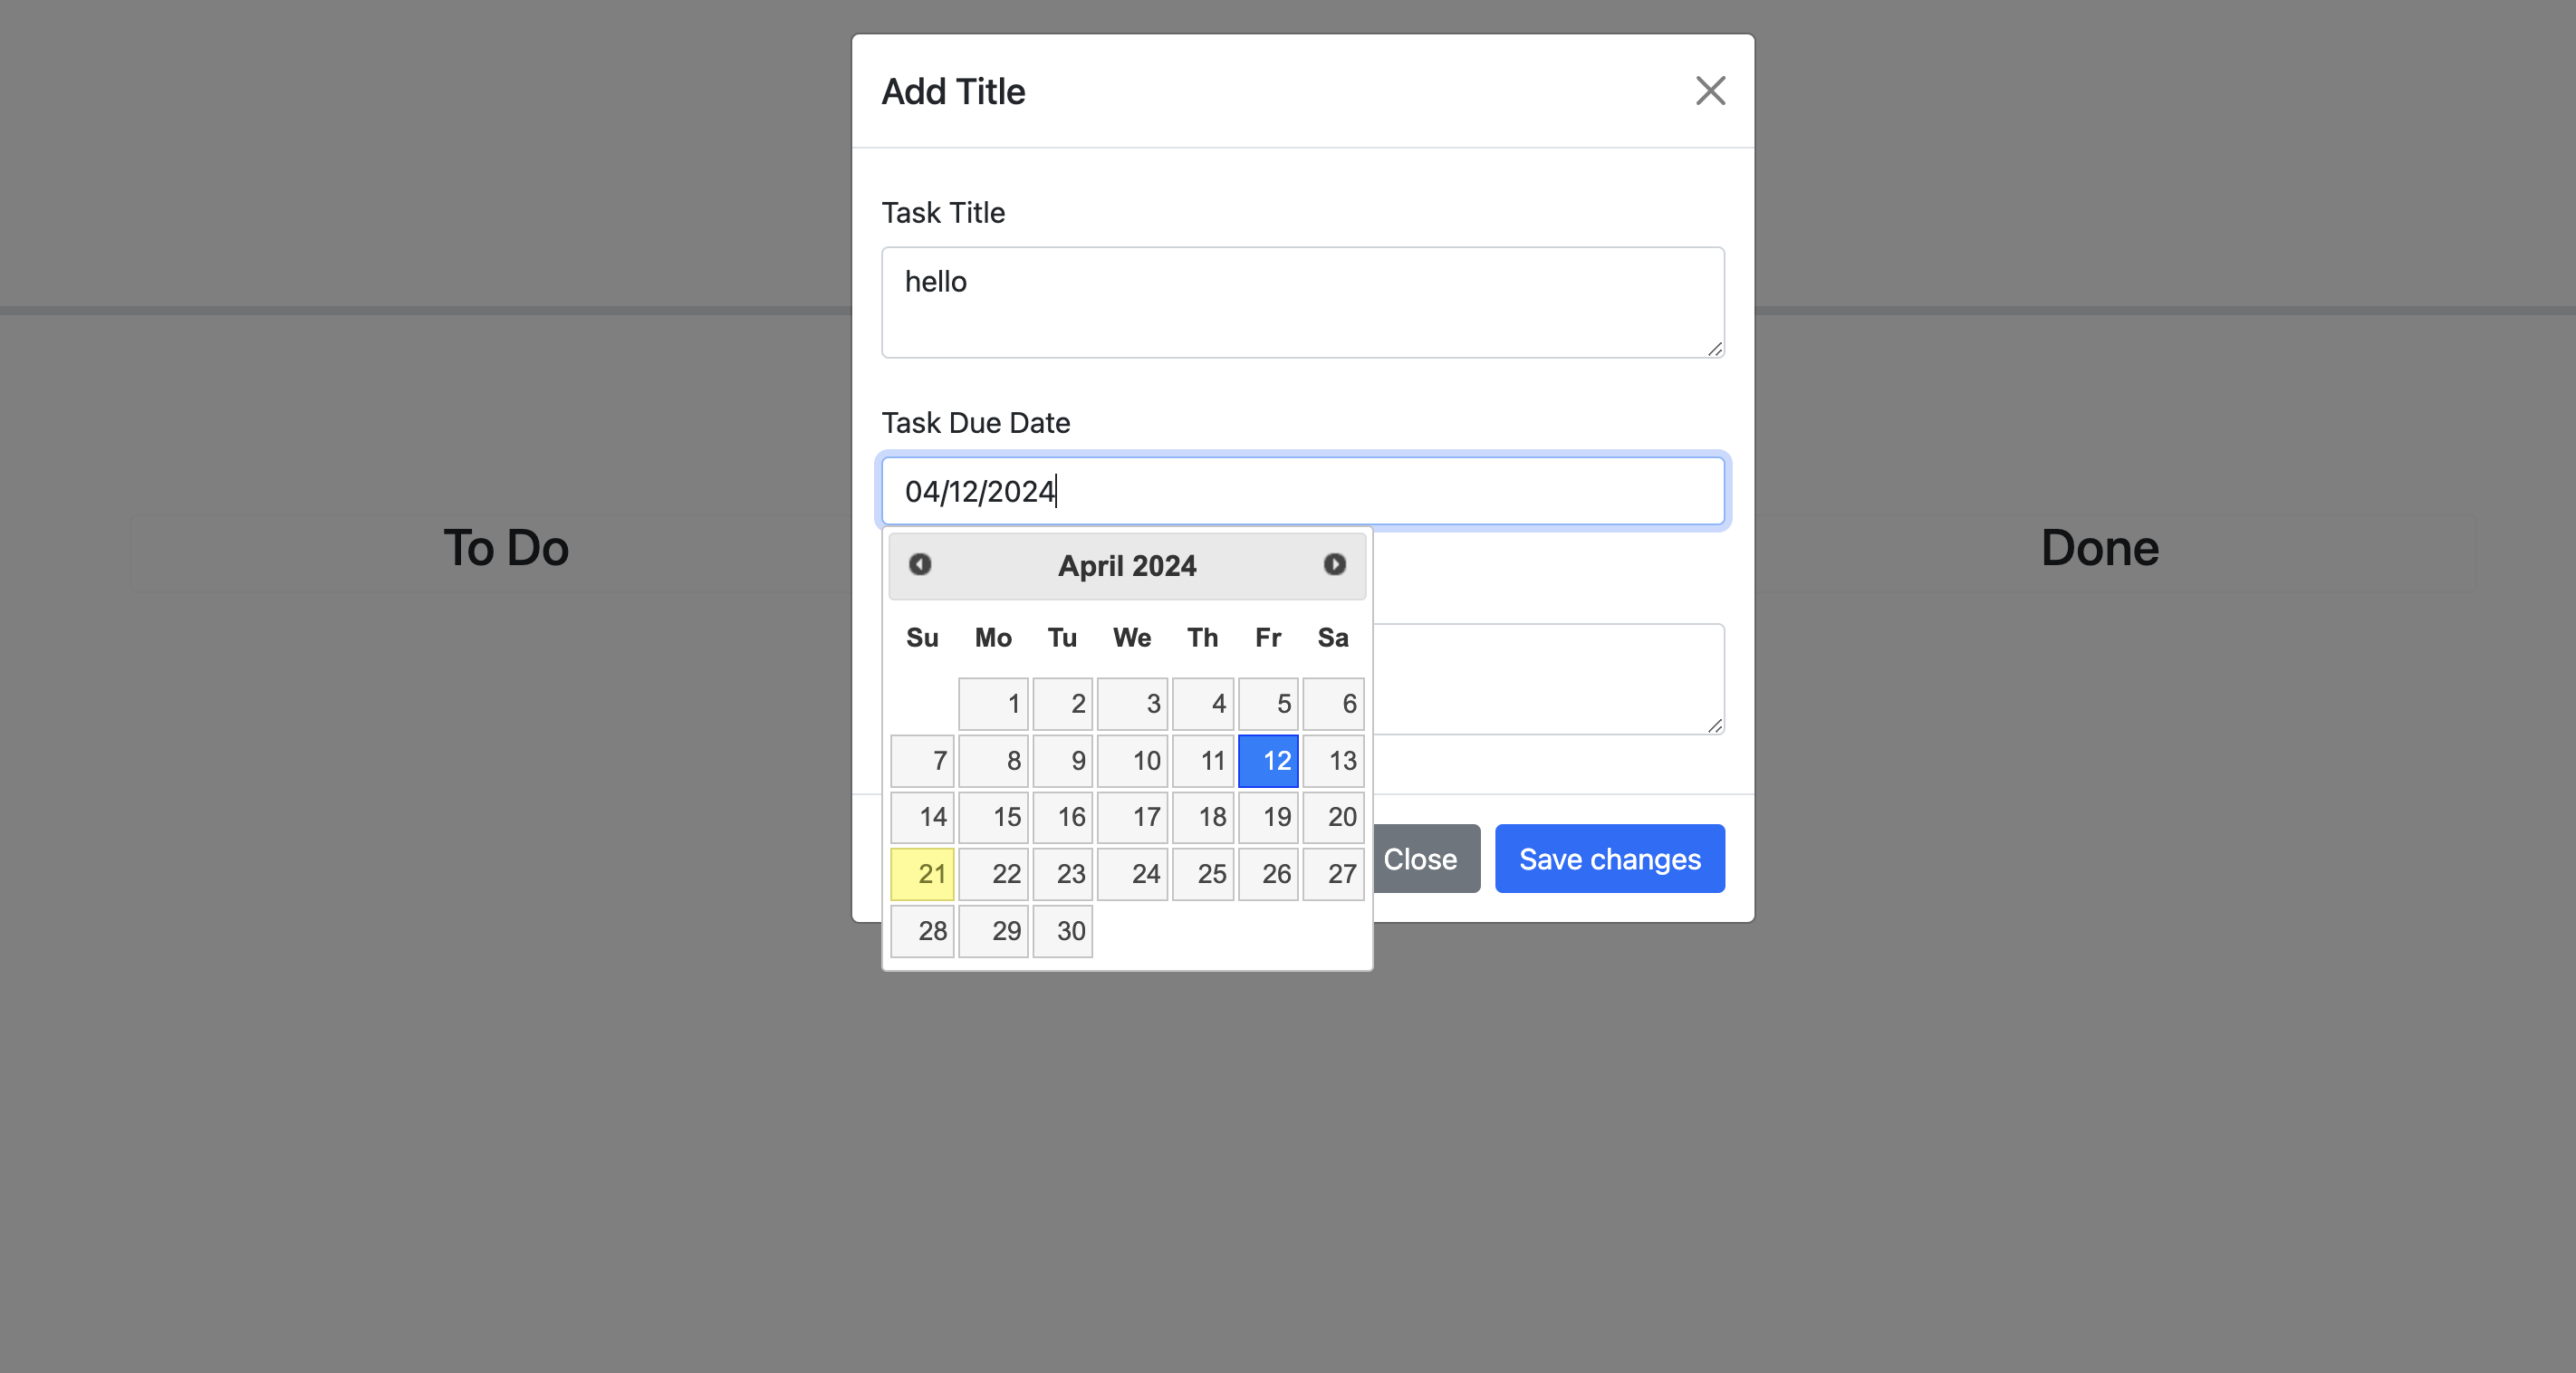 Add Title
Task Title
hello
Task Due Date
04/12/2024
To Do
Done
April 2024
Su Mo Tu We Th Fr Sa
1 2 3 4 5 6
7 8 9 10 11 12 13
14 15 16 17 18 19 20
21 22 23 24 25 26 27
28 29 30
Close
Save changes